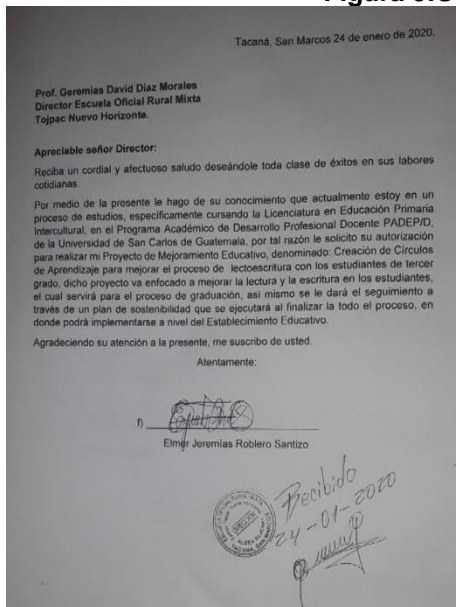 Tacaná, San Marcos 24 de enero de 2020.
Prof. Geremias David Diaz Morales
Director Escuela Oficial Rural Mixta
Tojpac Nuevo Horizonte.
Apreciable señor Director:
Reciba un cordial y afectuoso saludo deseándole toda clase de éxitos en sus labores
cotidianas.
Por medio de la presente le hago de su conocimiento que actualmente estoy en un
proceso de estudios, específicamente cursando la Licenciatura en Educación Primaria
Intercultural, en el Programa Académico de Desarrollo Profesional Docente PADEP/D,
de la Universidad de San Carlos de Guatemala, por tal razón le solicito su autorización
para realizar mi Proyecto de Mejoramiento Educativo, denominado: Creación de Círculos
de Aprendizaje para mejorar el proceso de lectoescritura con los estudiantes de tercer
grado, dicho proyecto va enfocado a mejorar la lectura y la escritura en los estudiantes,
el cual servirá para el proceso de graduación, así mismo se le dará el seguimiento a
través de un plan de sostenibilidad que se ejecutará al finalizar la todo el proceso, en
donde podrá implementarse a nivel del Establecimiento Educativo.
Agradeciendo su atención a la presente, me suscribo de usted.
Atentamente:
Elmer Jeremias Roblero Santizo
Recibido
24-01-2020